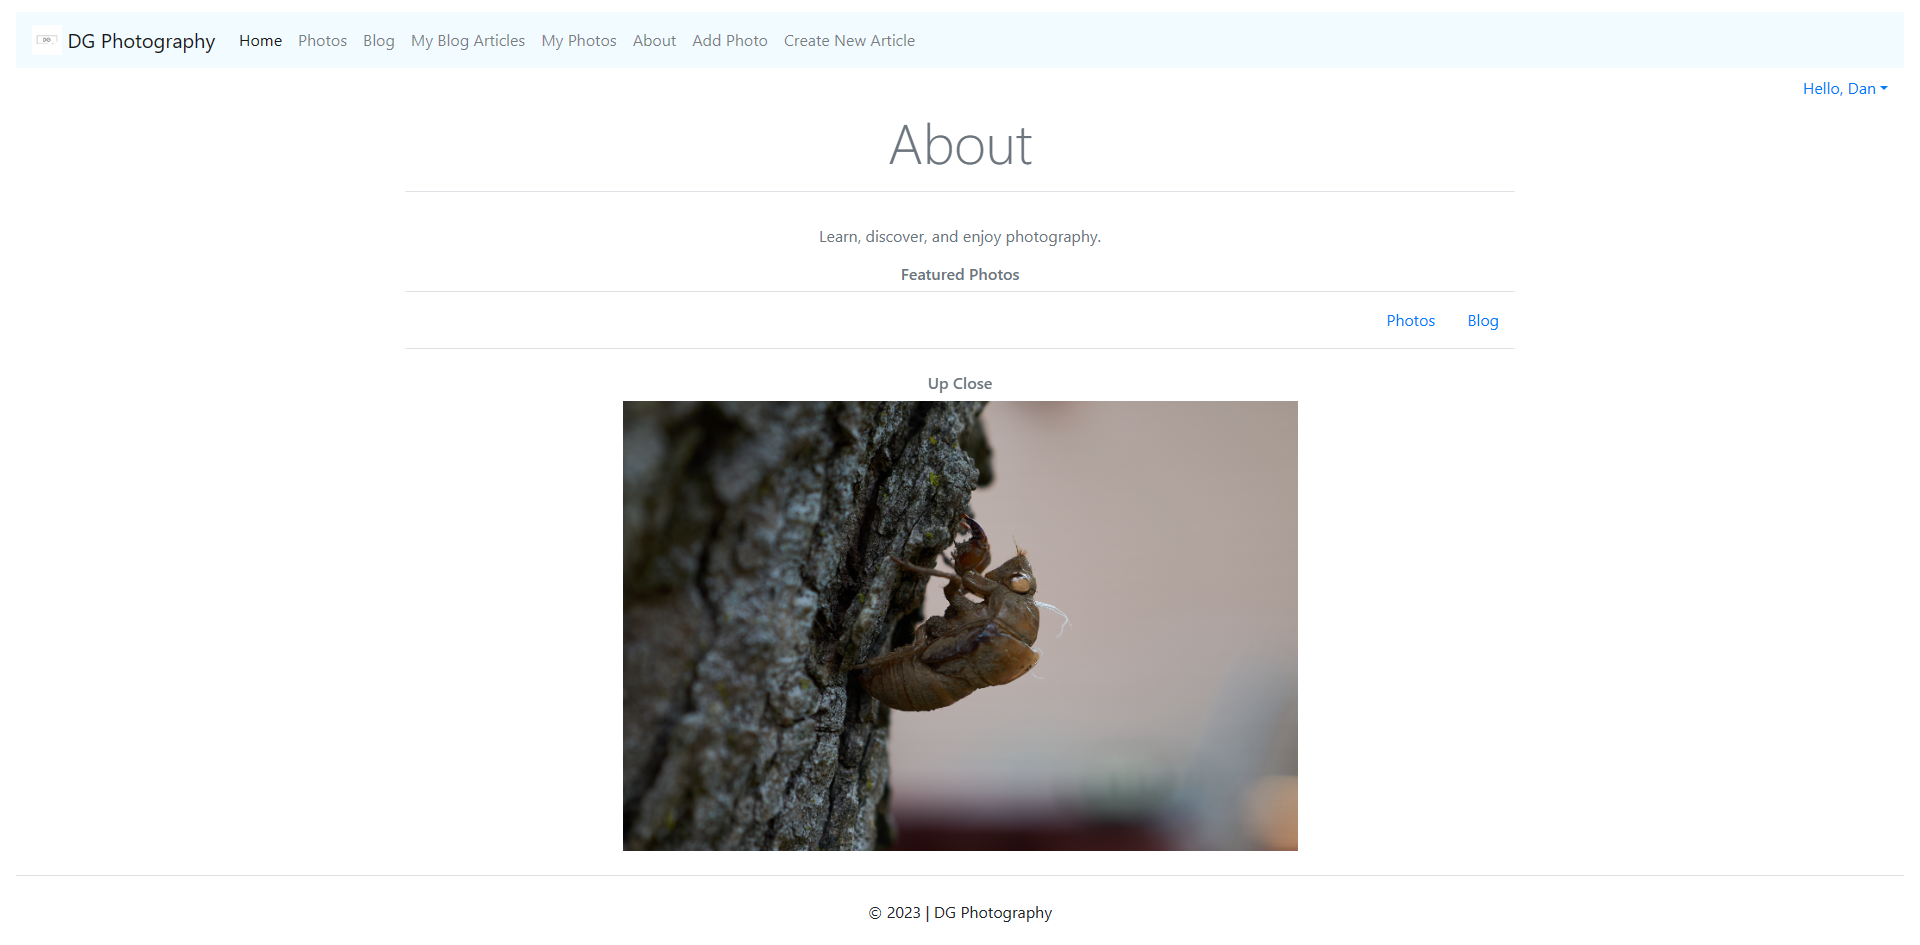 DG DG Photography Home Photos Blog My Blog Articles My Photos About Add Photo Create New Article
Hello, Dan
About
Learn, discover, and enjoy photography.
Featured Photos
Photos Blog
Up Close
© 2023 | DG Photography